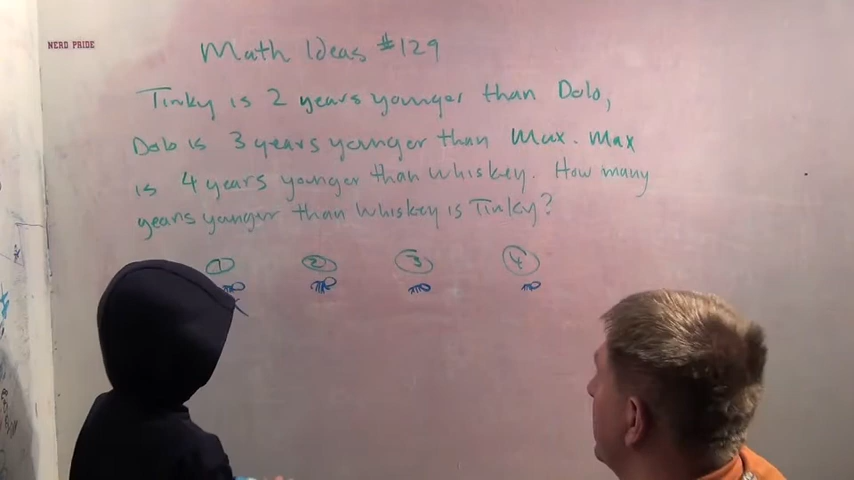 NERD PRIDE
Math Ideas #129
Tinky is 2 years younger than Dolo,
Dolo is 3 years younger than Max. Max
is 4 years younger than Whiskey. How many
years younger than Whiskey is Tinky?
1 2 3 4